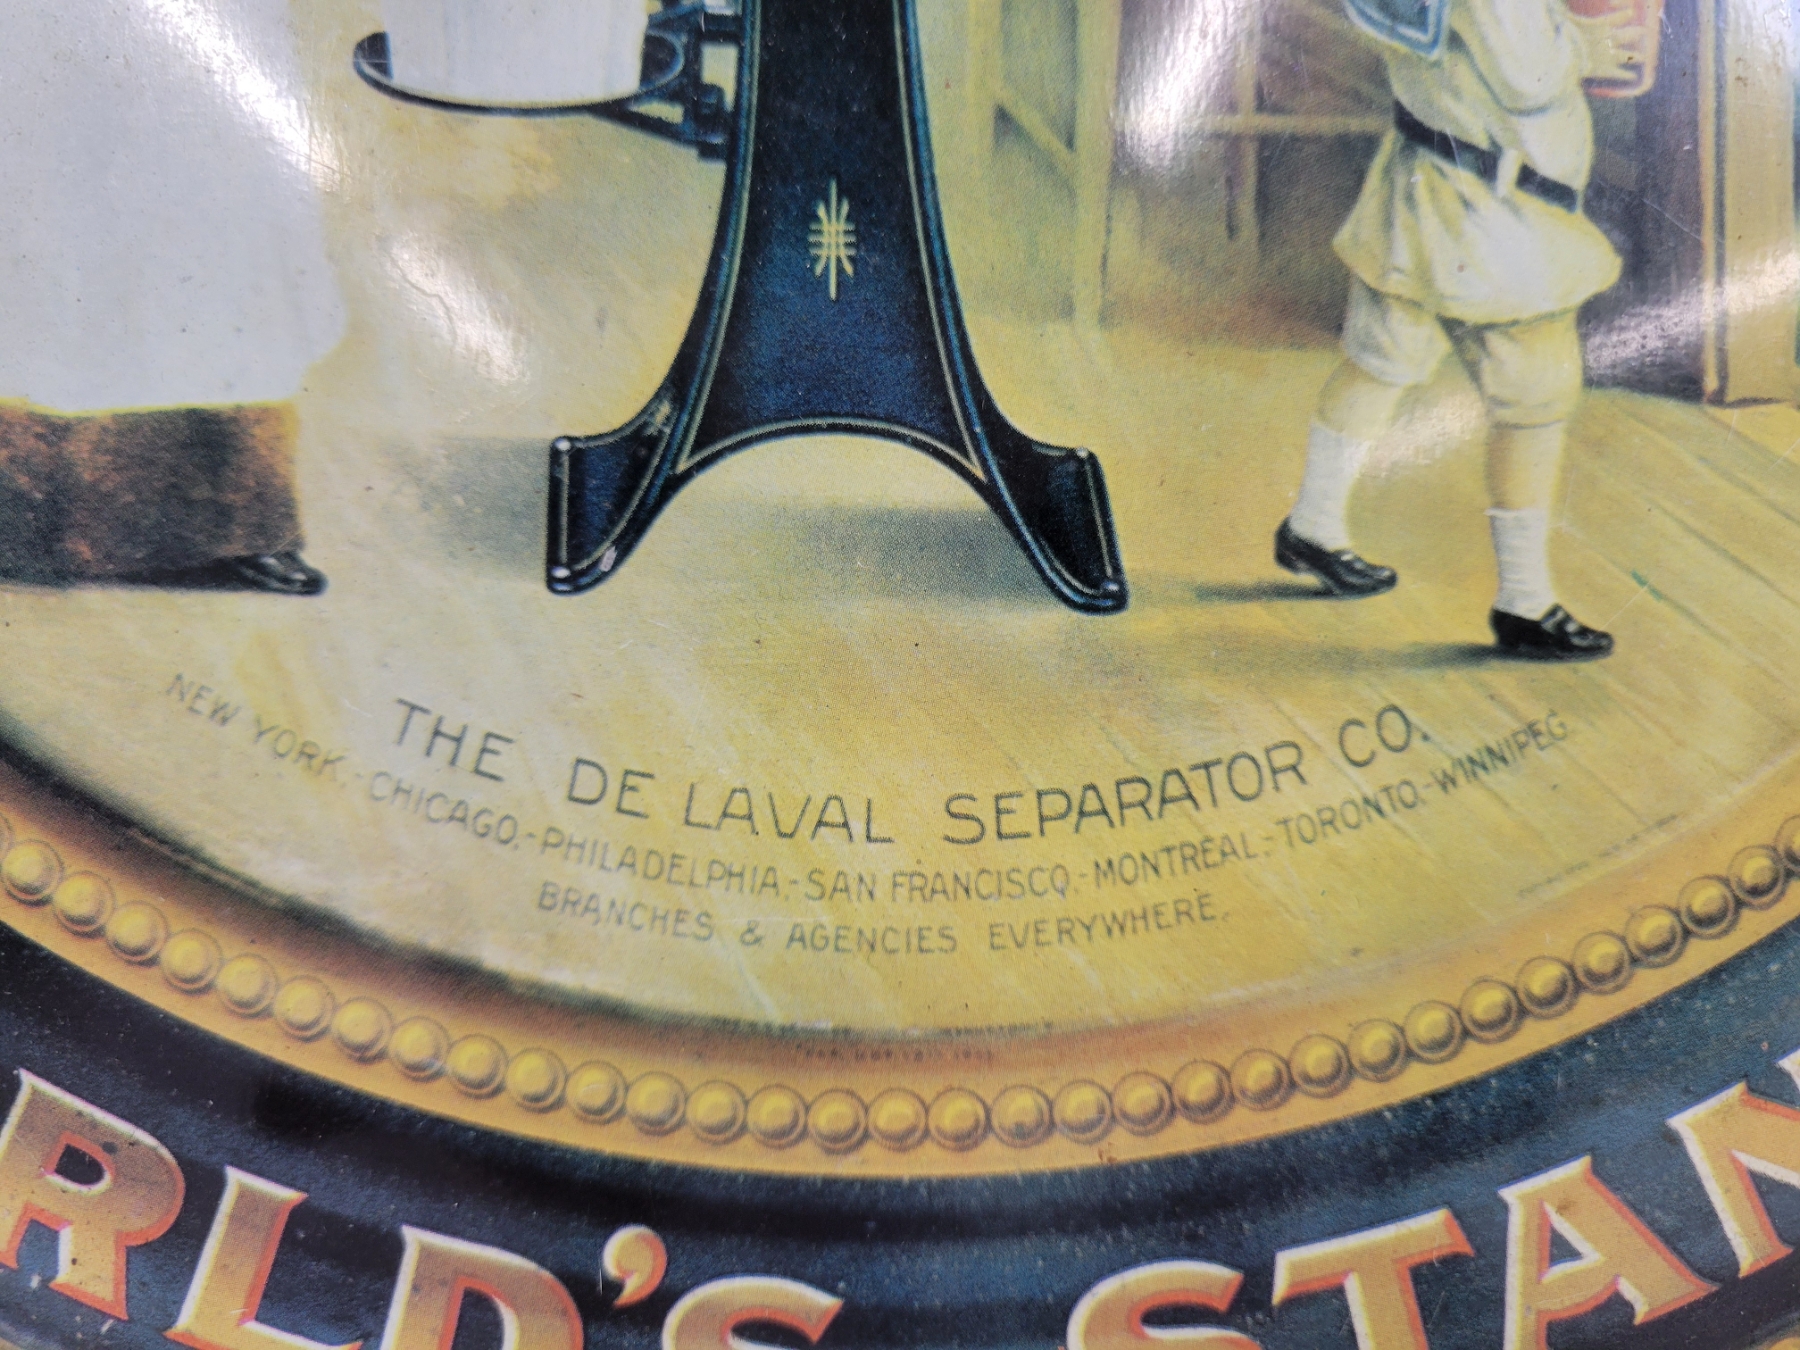 THE DE LAVAL SEPARATOR CO.
NEW YORK.-CHICAGO.-PHILADELPHIA.-SAN FRANCISCO.-MONTREAL.-TORONTO.-WINNIPEG
BRANCHES & AGENCIES EVERYWHERE.
RLD'S STAN